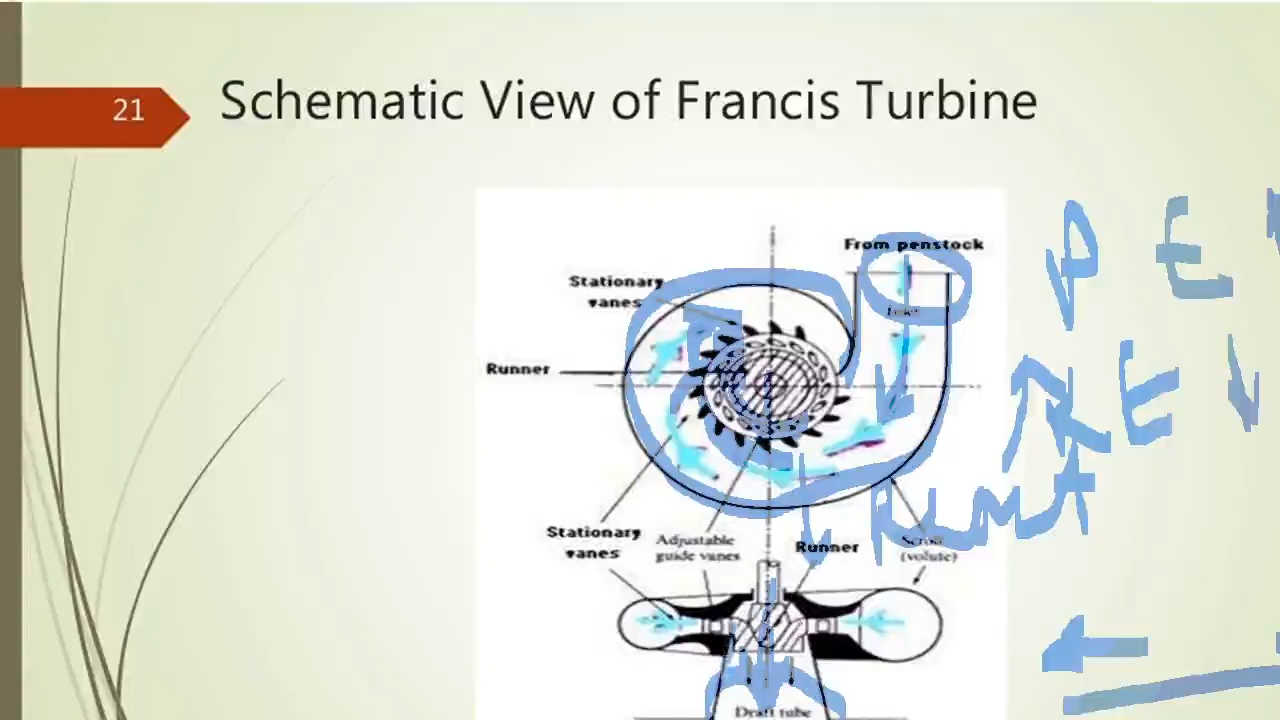 21
Schematic View of Francis Turbine
From penstock
Stationary
vanes
Inlet
Runner
Stationary
vanes
Adjustable
guide vanes
Runner
Scroll
(volute)
Draft tube
P E
K E